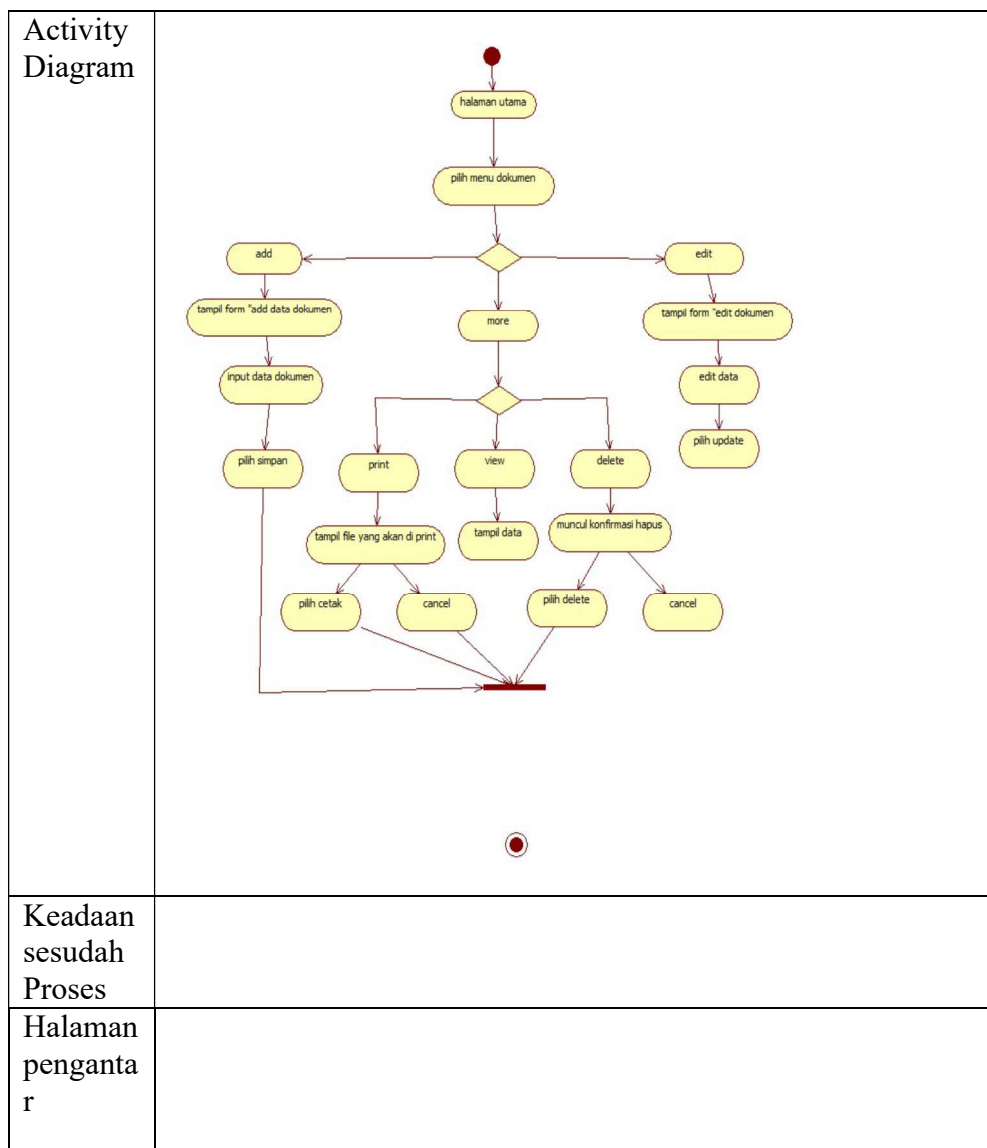 Activity
Diagram
halaman utama
pilih menu dokumen
add
edit
tampil form "add data dokumen
more
tampil form "edit dokumen
input data dokumen
edit data
pilih simpan
print
view
delete
pilih update
tampil file yang akan di print
tampil data
muncul konfirmasi hapus
pilih cetak
cancel
pilih delete
cancel
Keadaan
sesudah
Proses
Halaman
penganta
r